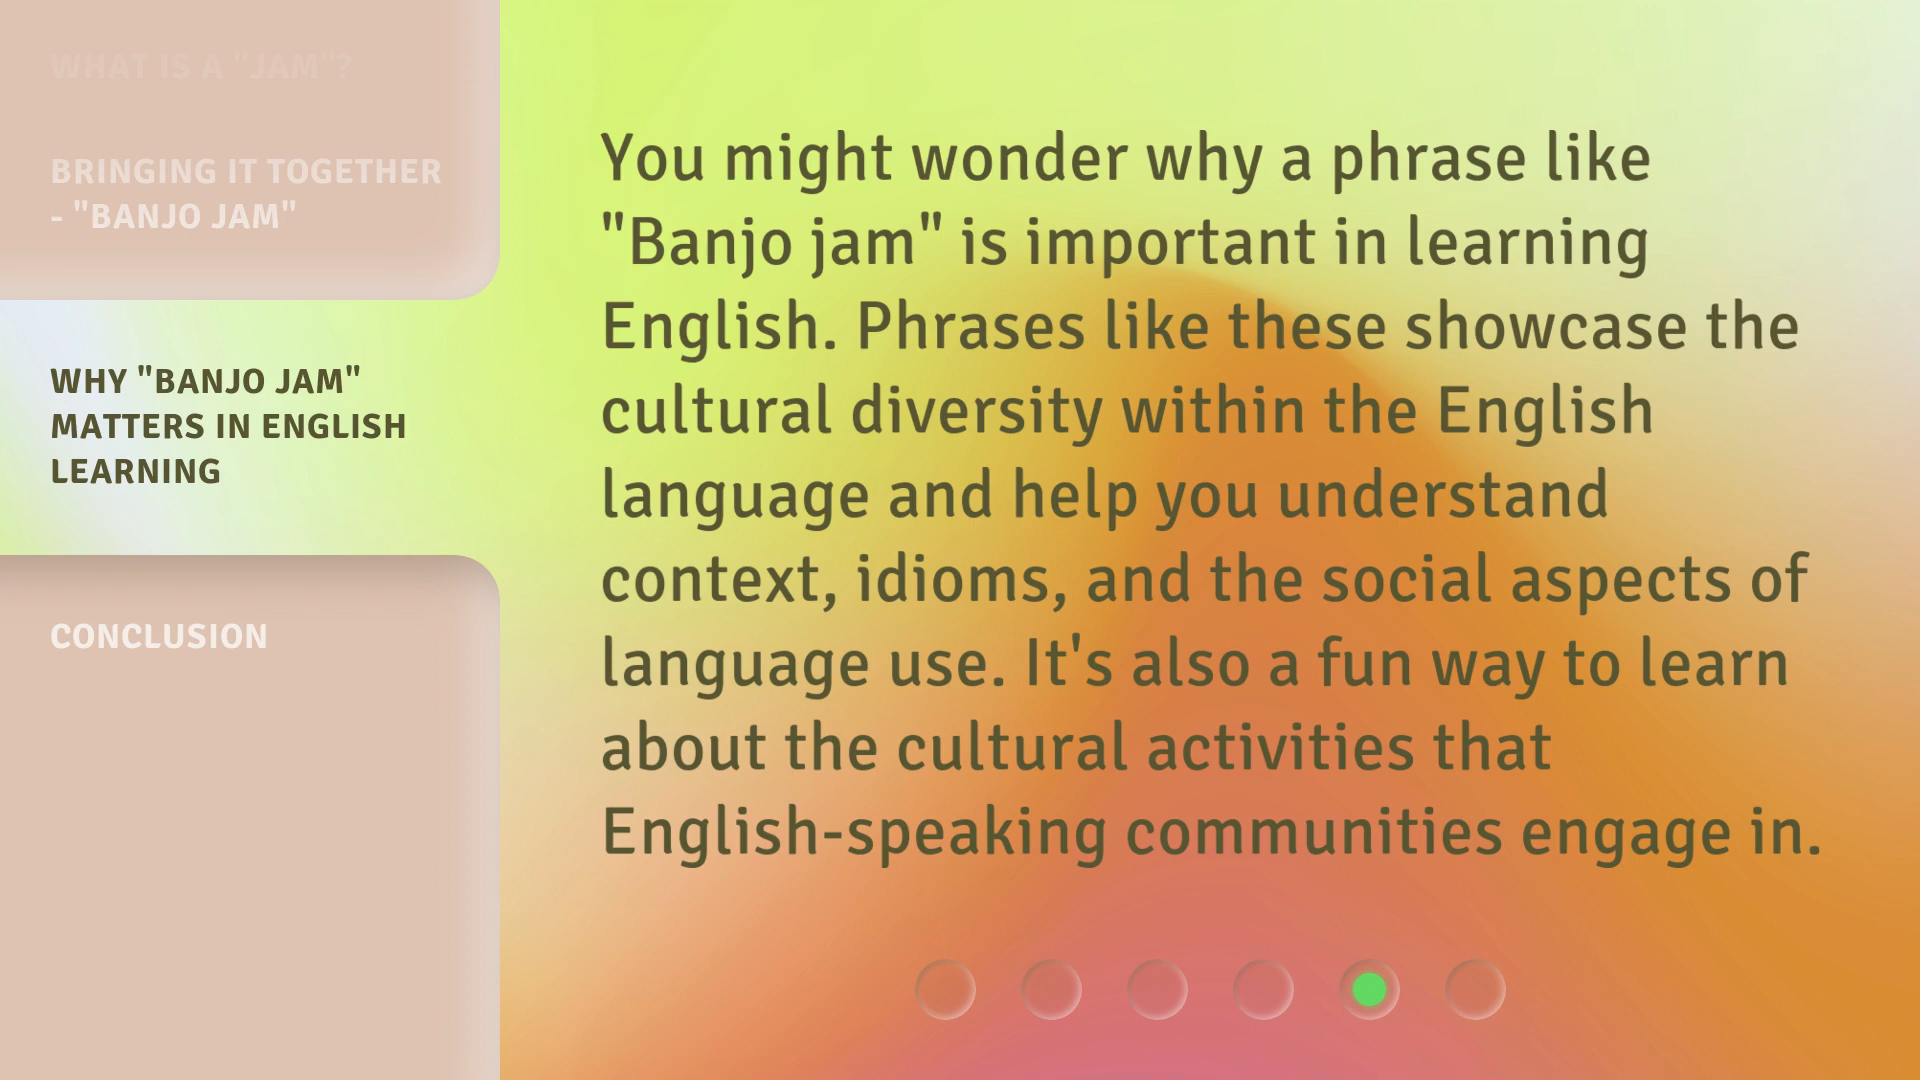 WHAT IS A "JAM"?
BRINGING IT TOGETHER
- "BANJO JAM"
WHY "BANJO JAM"
MATTERS IN ENGLISH
LEARNING
CONCLUSION
You might wonder why a phrase like
"Banjo jam" is important in learning
English. Phrases like these showcase the
cultural diversity within the English
language and help you understand
context, idioms, and the social aspects of
language use. It's also a fun way to learn
about the cultural activities that
English-speaking communities engage in.